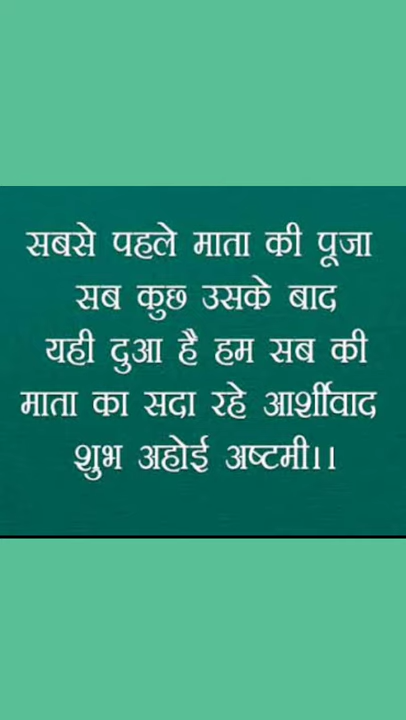 सबसे पहले माता की पूजा
सब कुछ उसके बाद
यही दुआ है हम सब की
माता का सदा रहे आर्शीवाद
शुभ अहोई अष्टमी।।